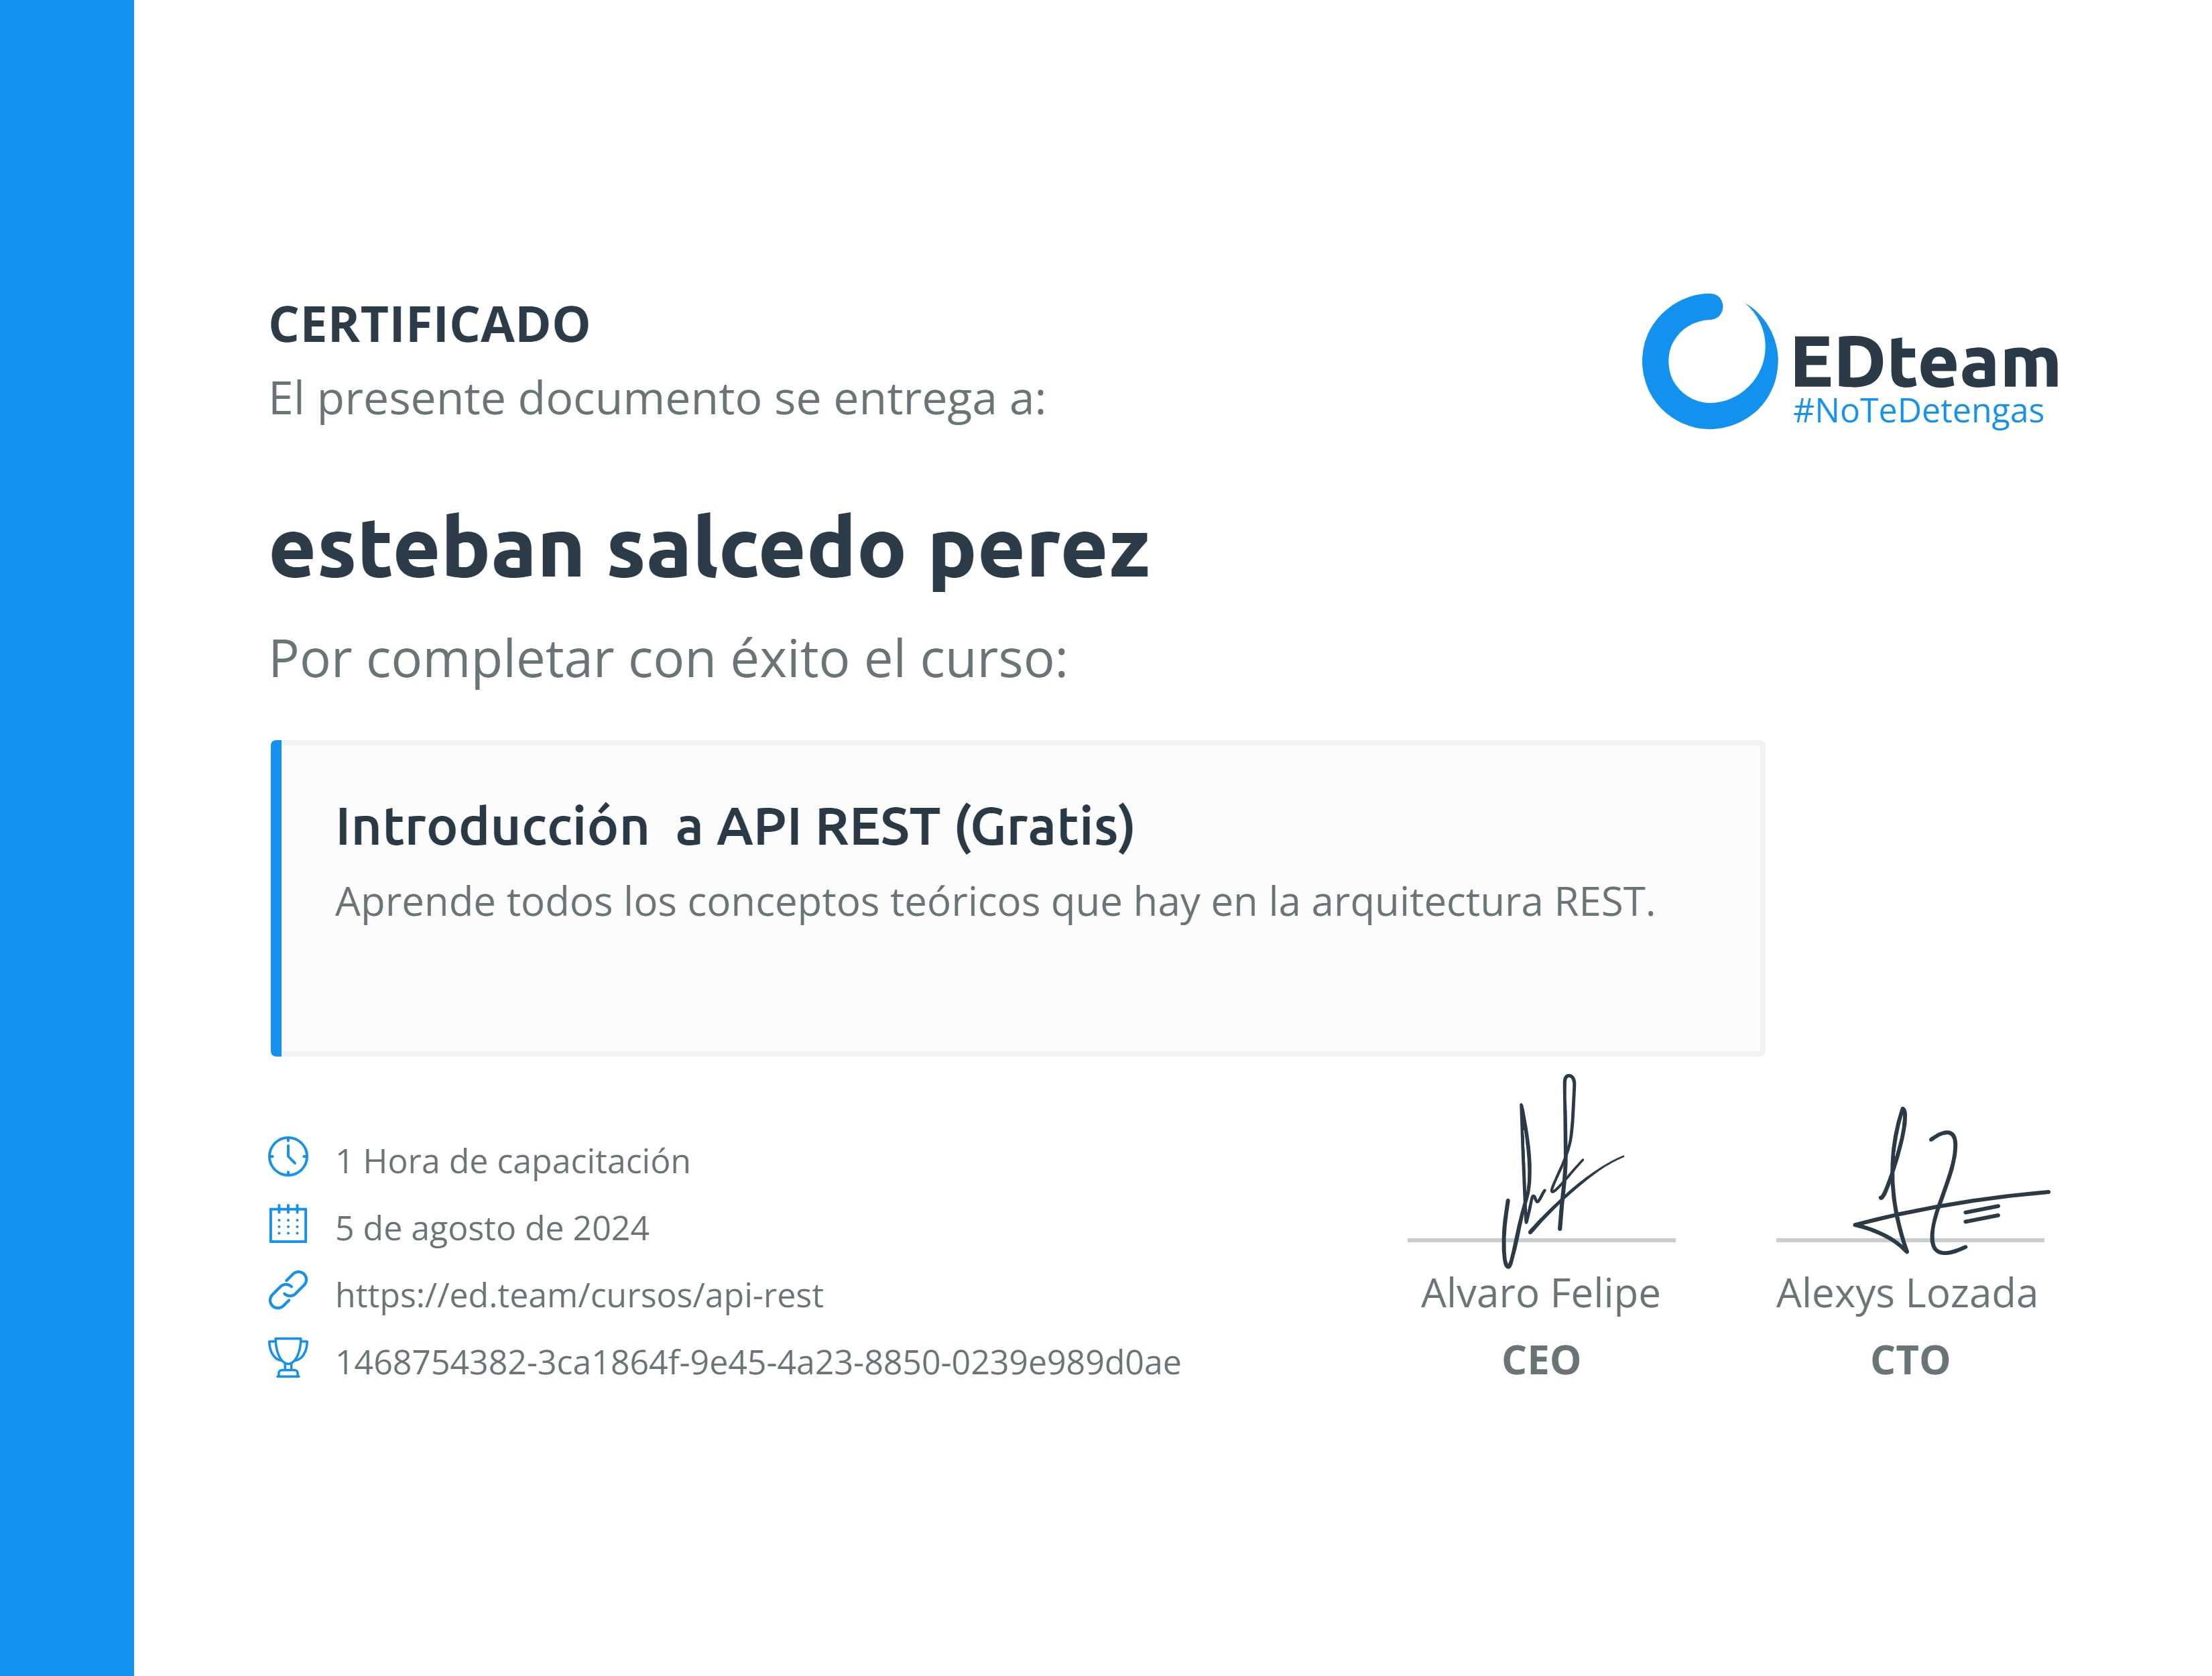 CERTIFICADO
El presente documento se entrega a:
EDteam
#NoTeDetengas
esteban salcedo perez
Por completar con éxito el curso:
Introducción  a API REST (Gratis)
Aprende todos los conceptos teóricos que hay en la arquitectura REST.
1 Hora de capacitación
5 de agosto de 2024
https://ed.team/cursos/api-rest
1468754382-3ca1864f-9e45-4a23-8850-0239e989d0ae
Alvaro Felipe
CEO
Alexys Lozada
CTO